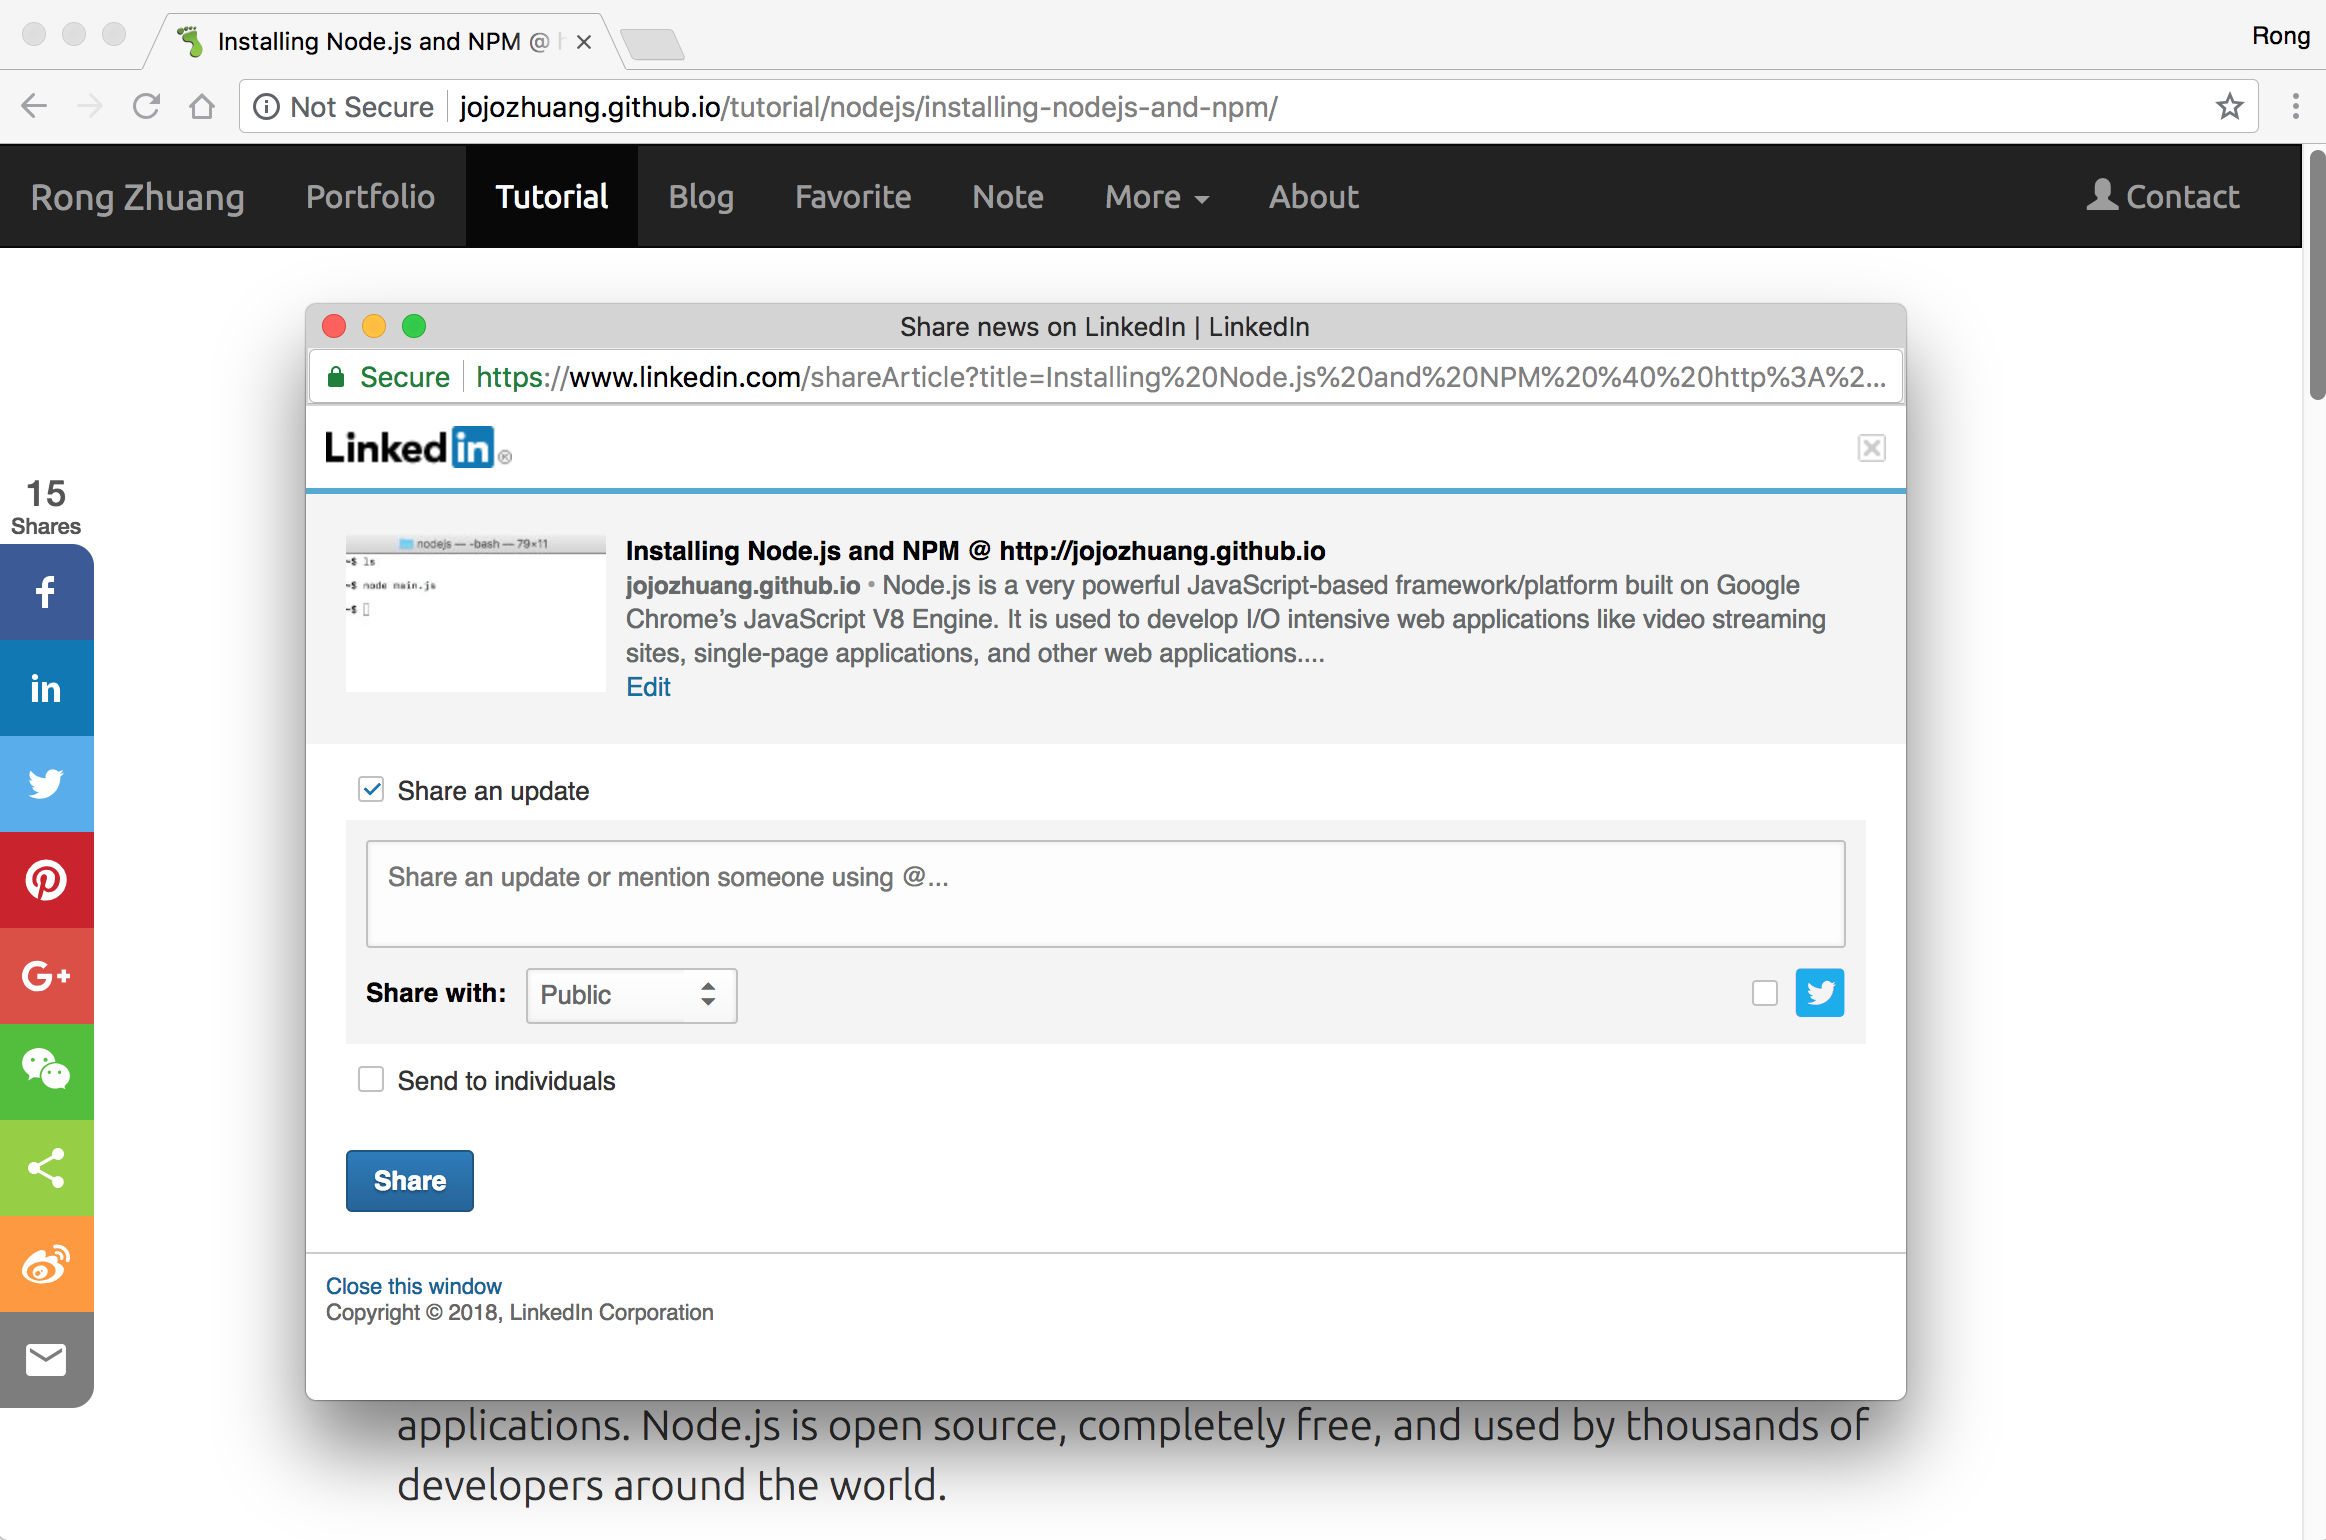 Installing Node.js and NPM @
Rong
Not Secure
jojozhuang.github.io/tutorial/nodejs/installing-nodejs-and-npm/
Rong Zhuang
Portfolio
Tutorial
Blog
Favorite
Note
More
About
Contact
Share news on LinkedIn | LinkedIn
Secure
https://www.linkedin.com/shareArticle?title=Installing%20Node.js%20and%20NPM%20%40%20http%3A%2...
Linked in ®
15
Shares
f
in
G+
nodejs — -bash — 79×11
~$ ls
~$ node main.js
~$
Installing Node.js and NPM @ http://jojozhuang.github.io
jojozhuang.github.io • Node.js is a very powerful JavaScript-based framework/platform built on Google
Chrome’s JavaScript V8 Engine. It is used to develop I/O intensive web applications like video streaming
sites, single-page applications, and other web applications....
Edit
Share an update
Share an update or mention someone using @...
Share with:
Public
Send to individuals
Share
Close this window
Copyright © 2018, LinkedIn Corporation
applications. Node.js is open source, completely free, and used by thousands of
developers around the world.